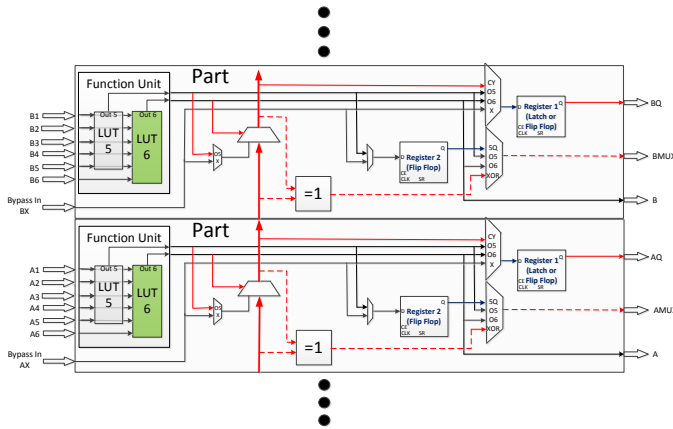 Function Unit
Part
Out 5
Out 6
LUT
5
LUT
6
B1
B2
B3
B4
B5
B6
Bypass In
BX
O5
X
=1
CY
O5
O6
X
D
Q
Register 1
(Latch or
Flip Flop)
CE
CLK
SR
D
Q
Register 2
(Flip Flop)
CE
CLK
SR
5Q
O5
O6
XOR
BQ
BMUX
B
Function Unit
Part
Out 5
Out 6
LUT
5
LUT
6
A1
A2
A3
A4
A5
A6
Bypass In
AX
O5
X
=1
CY
O5
O6
X
D
Q
Register 1
(Latch or
Flip Flop)
CE
CLK
SR
D
Q
Register 2
(Flip Flop)
CE
CLK
SR
5Q
O5
O6
XOR
AQ
AMUX
A